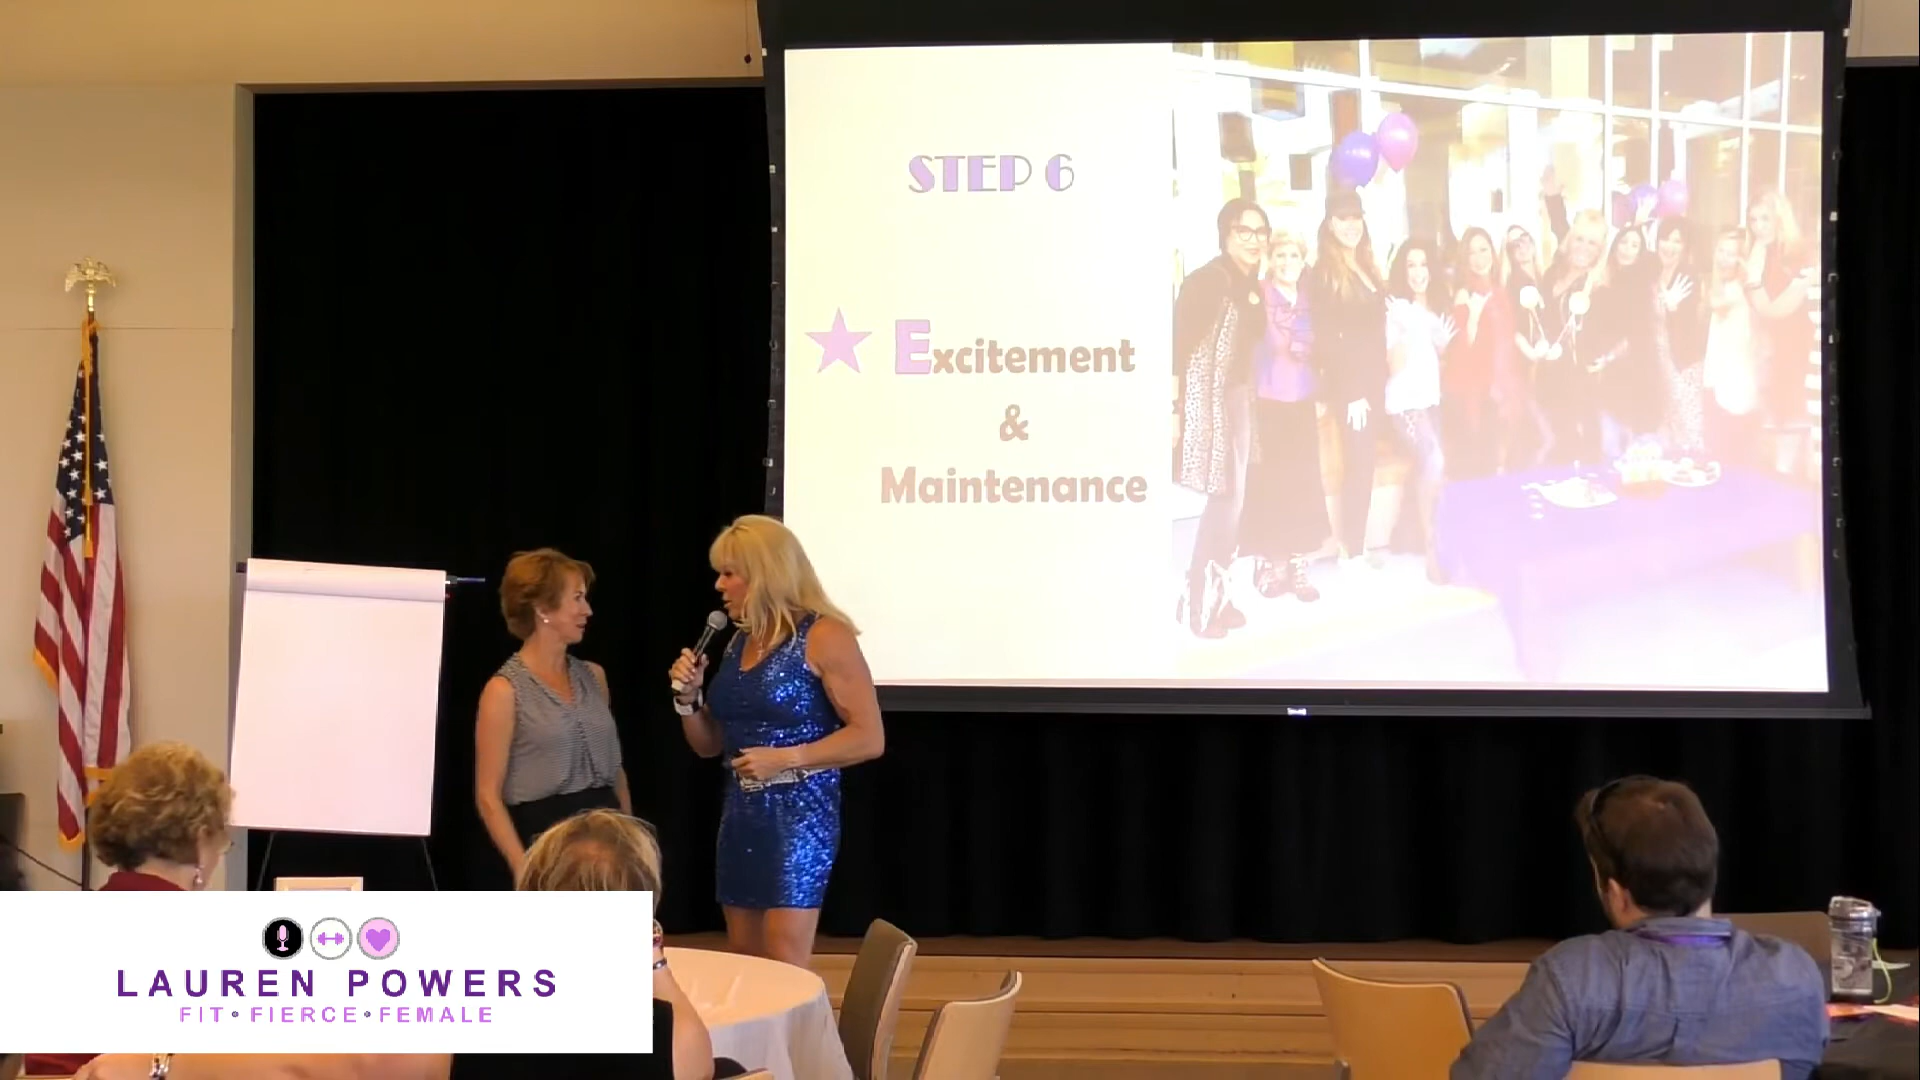 STEP 6
Excitement
&
Maintenance
LAUREN POWERS
FIT•FIERCE•FEMALE